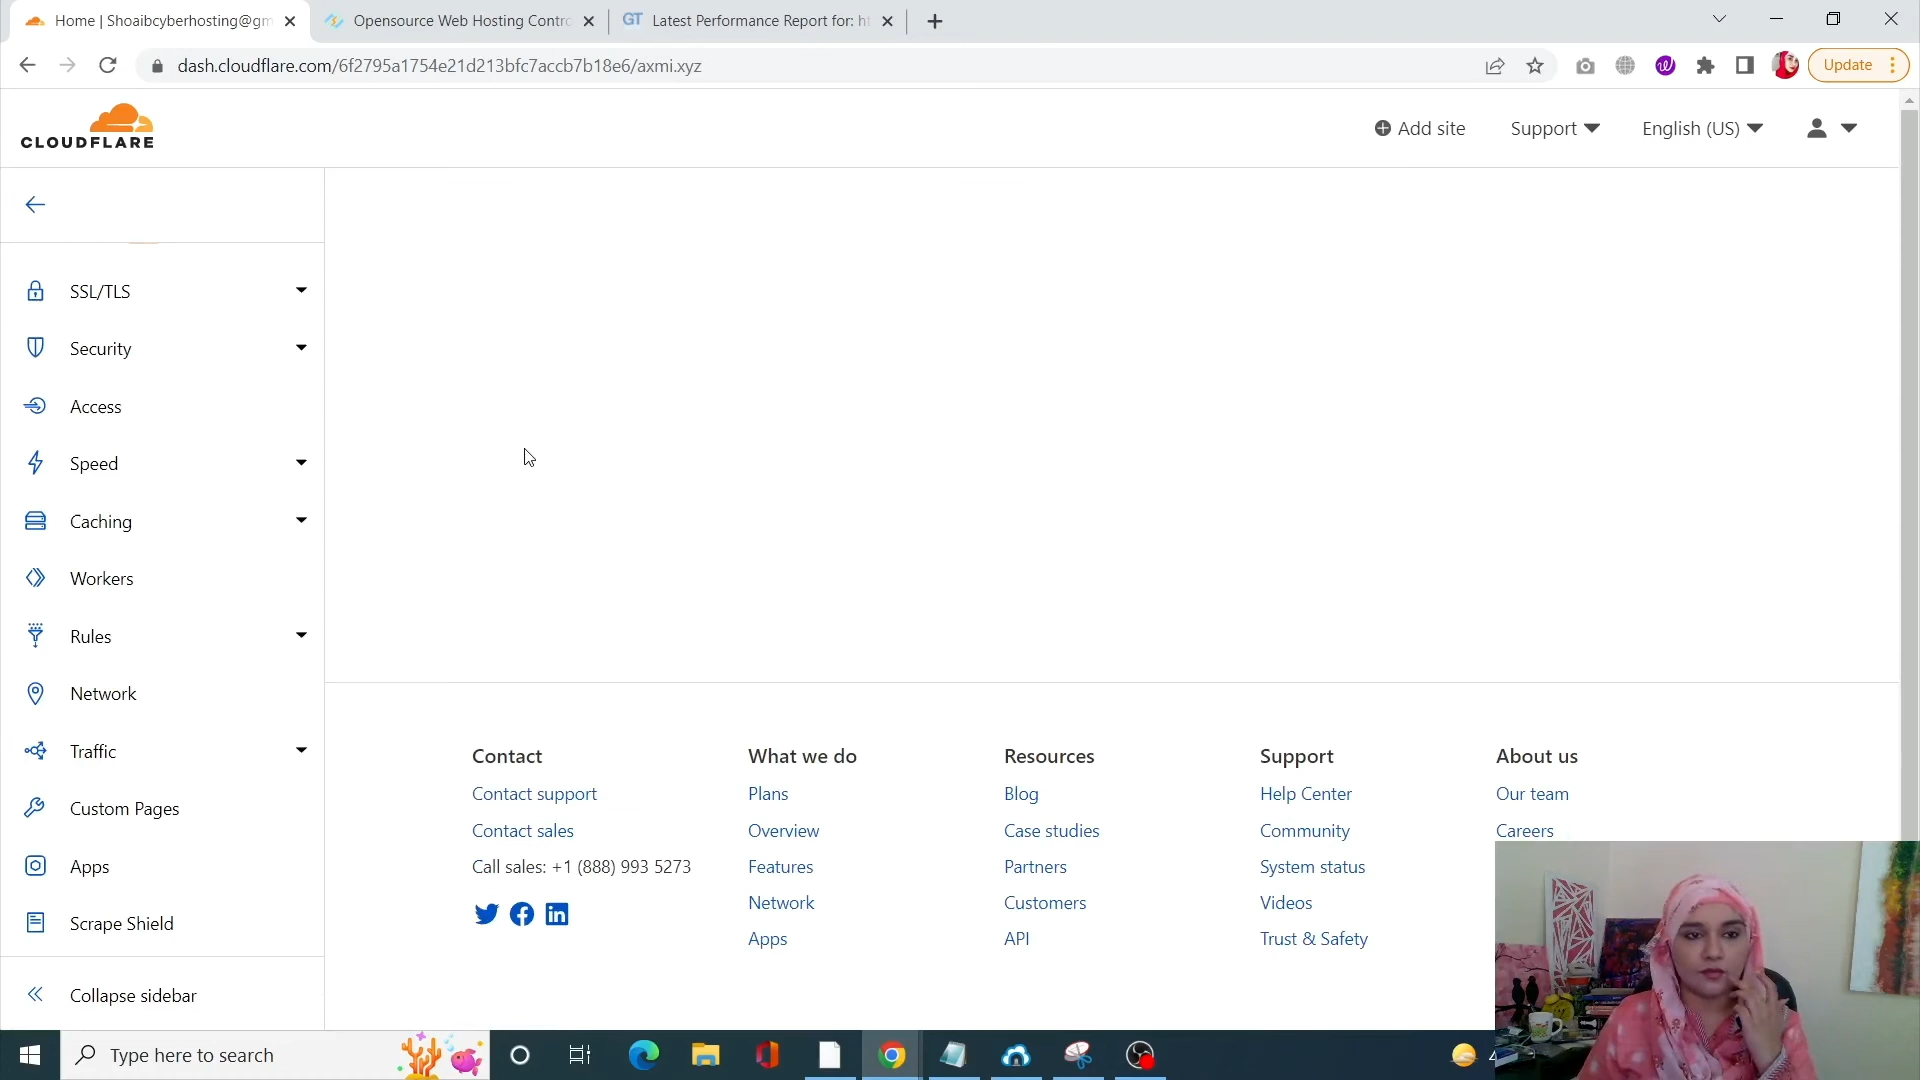 Home | Shoaibcyberhosting@gm
Opensource Web Hosting Contro
GT Latest Performance Report for: ht
dash.cloudflare.com/6f2795a1754e21d213bfc7accb7b18e6/axmi.xyz
Update
CLOUDFLARE
Add site
Support
English (US)
SSL/TLS
Security
Access
Speed
Caching
Workers
Rules
Network
Traffic
Custom Pages
Apps
Scrape Shield
Collapse sidebar
Contact
Contact support
Contact sales
Call sales: +1 (888) 993 5273
What we do
Plans
Overview
Features
Network
Apps
Resources
Blog
Case studies
Partners
Customers
API
Support
Help Center
Community
System status
Videos
Trust & Safety
About us
Our team
Careers
Type here to search